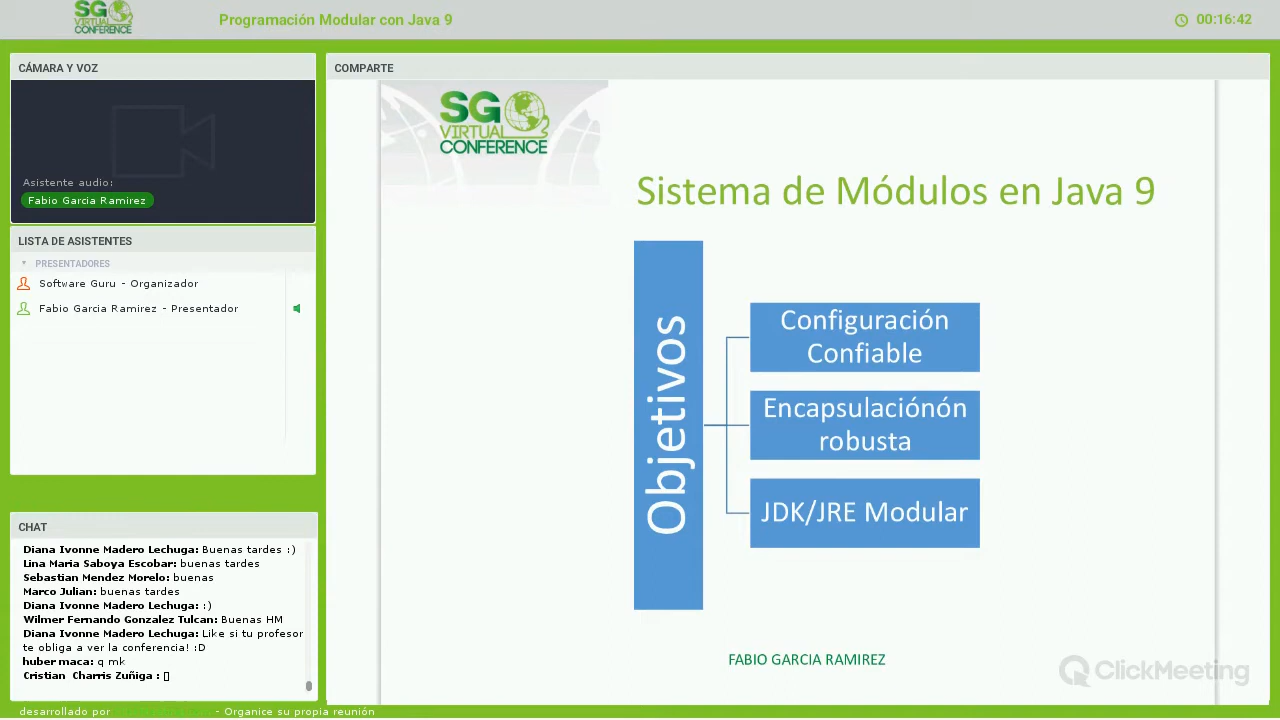 SG
VIRTUAL
CONFERENCE
Programación Modular con Java 9
00:16:42
CÁMARA Y VOZ
Asistente audio:
Fabio Garcia Ramirez
LISTA DE ASISTENTES
PRESENTADORES
Software Guru - Organizador
Fabio Garcia Ramirez - Presentador
CHAT
Diana Ivonne Madero Lechuga: Buenas tardes :)
Lina Maria Saboya Escobar: buenas tardes
Sebastian Mendez Morelo: buenas
Marco Julian: buenas tardes
Diana Ivonne Madero Lechuga: :)
Wilmer Fernando Gonzalez Tulcan: Buenas HM
Diana Ivonne Madero Lechuga: Like si tu profesor
te obliga a ver la conferencia! :D
huber maca: q mk
Cristian Charris Zuñiga :
desarrollado por - Organice su propia reunión
COMPARTE
SG
VIRTUAL
CONFERENCE
Sistema de Módulos en Java 9
Objetivos
Configuración
Confiable
Encapsulaciónón
robusta
JDK/JRE Modular
FABIO GARCIA RAMIREZ
ClickMeeting